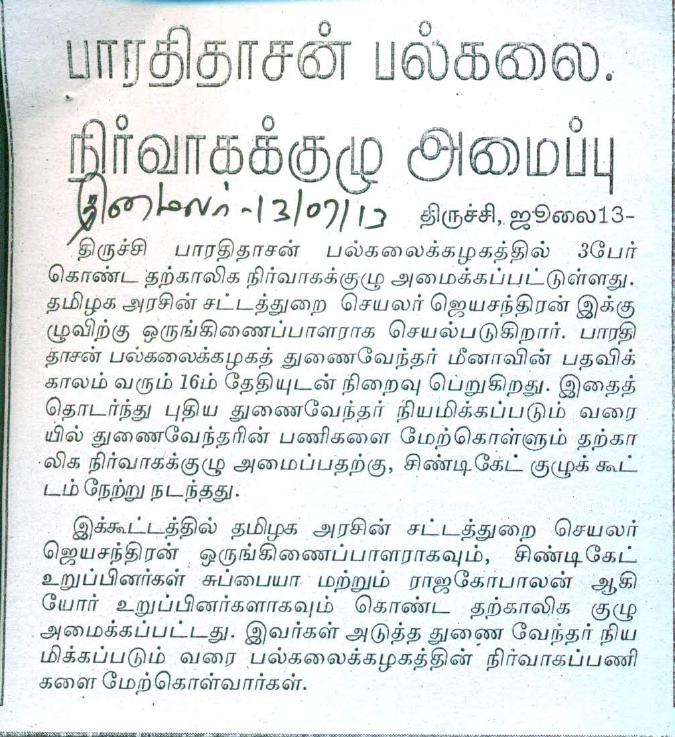 பாரதிதாசன் பல்கலை.
நிர்வாகக்குழு அமைப்பு
தினமலர் -13/07/13 திருச்சி, ஜூலை13-
திருச்சி பாரதிதாசன் பல்கலைக்கழகத்தில் 3பேர்
கொண்ட தற்காலிக நிர்வாகக்குழு அமைக்கப்பட்டுள்ளது.
தமிழக அரசின் சட்டத்துறை செயலர் ஜெயசந்திரன் இக்கு
ழுவிற்கு ஒருங்கிணைப்பாளராக செயல்படுகிறார். பாரதி
தாசன் பல்கலைக்கழகத் துணைவேந்தர் மீனாவின் பதவிக்
காலம் வரும் 16ம் தேதியுடன் நிறைவு பெறுகிறது. இதைத்
தொடர்ந்து புதிய துணைவேந்தர் நியமிக்கப்படும் வரை
யில் துணைவேந்தரின் பணிகளை மேற்கொள்ளும் தற்கா
லிக நிர்வாகக்குழு அமைப்பதற்கு, சிண்டிகேட் குழுக் கூட்
டம் நேற்று நடந்தது.
இக்கூட்டத்தில் தமிழக அரசின் சட்டத்துறை செயலர்
ஜெயசந்திரன் ஒருங்கிணைப்பாளராகவும், சிண்டிகேட்
உறுப்பினர்கள் சுப்பையா மற்றும் ராஜகோபாலன் ஆகி
யோர் உறுப்பினர்களாகவும் கொண்ட தற்காலிக குழு
அமைக்கப்பட்டது. இவர்கள் அடுத்த துணை வேந்தர் நிய
மிக்கப்படும் வரை பல்கலைக்கழகத்தின் நிர்வாகப்பணி
களை மேற்கொள்வார்கள்.